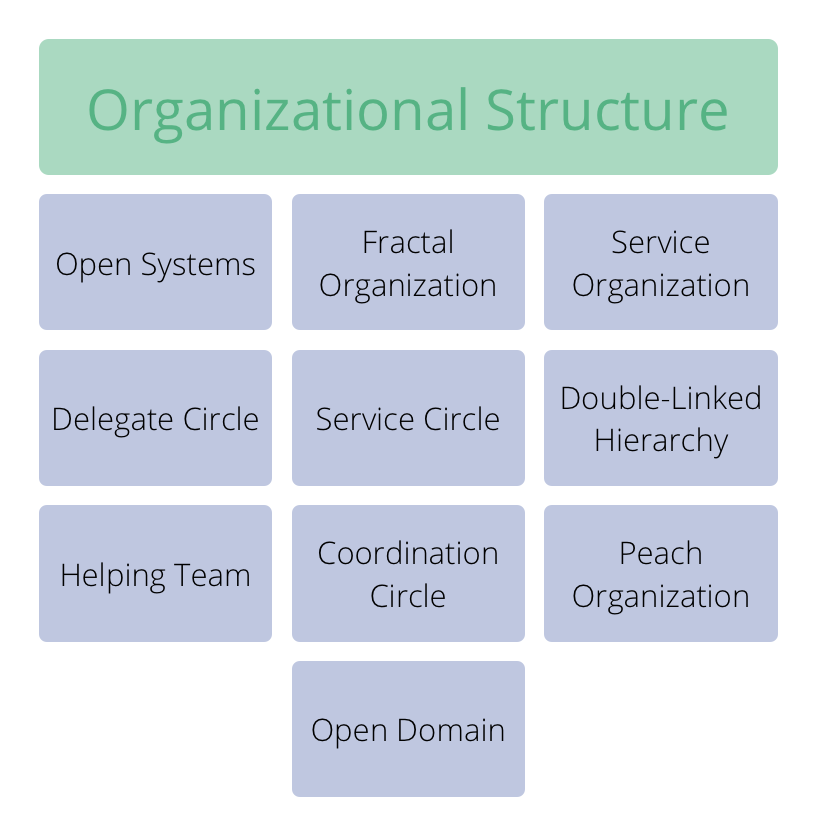 Organizational Structure
Open Systems
Fractal
Organization
Service
Organization
Delegate Circle
Service Circle
Double-Linked
Hierarchy
Helping Team
Coordination
Circle
Peach
Organization
Open Domain